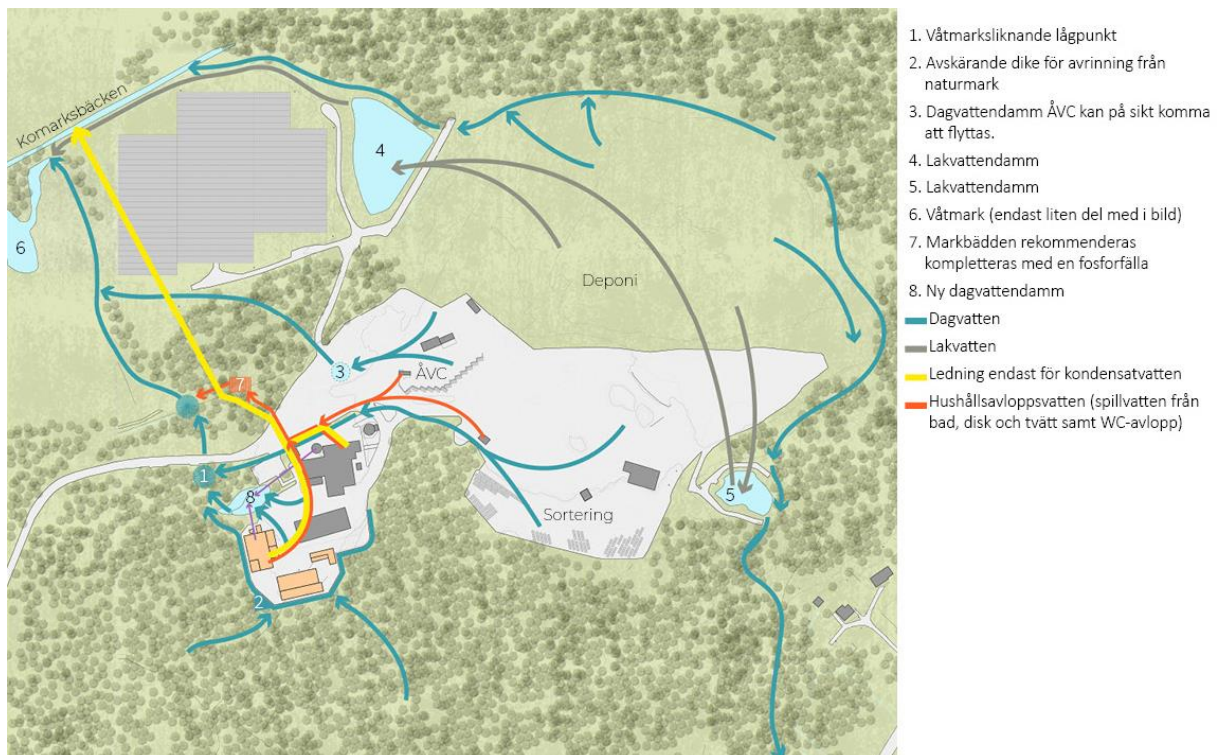 Komarksbäcken
4
6
Deponi
3
ÅVC
7
1
8
5
Sortering
2
1. Våtmarksliknande lågpunkt
2. Avskärande dike för avrinning från
naturmark
3. Dagvattendamm ÅVC kan på sikt komma
att flyttas.
4. Lakvattendamm
5. Lakvattendamm
6. Våtmark (endast liten del med i bild)
7. Markbädden rekommenderas
kompletteras med en fosforfälla
8. Ny dagvattendamm
Dagvatten
Lakvatten
Ledning endast för kondensatvatten
Hushållsavloppsvatten (spillvatten från
bad, disk och tvätt samt WC-avlopp)